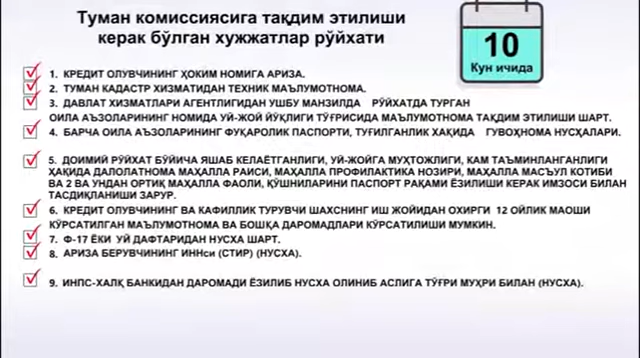 Туман комиссиясига тақдим этилиши
керак бўлган хужжатлар рўйхати
10
Кун ичида
1. КРЕДИТ ОЛУВЧИНИНГ ҲОКИМ НОМИГА АРИЗА.
2. ТУМАН КАДАСТР ХИЗМАТИДАН ТЕХНИК МАЪЛУМОТНОМА.
3. ДАВЛАТ ХИЗМАТЛАРИ АГЕНТЛИГИДАН УШБУ МАНЗИЛДА РЎЙХАТДА ТУРГАН
ОИЛА АЪЗОЛАРИНИНГ НОМИДА УЙ-ЖОЙ ЙЎҚЛИГИ ТЎҒРИСИДА МАЪЛУМОТНОМА ТАҚДИМ ЭТИЛИШИ ШАРТ.
4. БАРЧА ОИЛА АЪЗОЛАРИНИНГ ФУҚАРОЛИК ПАСПОРТИ, ТУҒИЛГАНЛИК ХАҚИДА ГУВОҲНОМА НУСҲАЛАРИ.
5. ДОИМИЙ РЎЙХАТ БЎЙИЧА ЯШАБ КЕЛАЁТГАНЛИГИ, УЙ-ЖОЙГА МУҲТОЖЛИГИ, КАМ ТАЪМИНЛАНГАНЛИГИ
ҲАҚИДА ДАЛОЛАТНОМА МАҲАЛЛА РАИСИ, МАҲАЛЛА ПРОФИЛАКТИКА НОЗИРИ, МАҲАЛЛА МАСЪУЛ КОТИБИ
ВА 2 ВА УНДАН ОРТИҚ МАҲАЛЛА ФАОЛИ, ҚЎШНИЛАРИНИ ПАСПОРТ РАҚАМИ ЁЗИЛИШИ КЕРАК ИМЗОСИ БИЛАН
ТАСДИҚЛАНИШИ ЗАРУР.
6. КРЕДИТ ОЛУВЧИНИНГ ВА КАФИЛЛИК ТУРУВЧИ ШАХСНИНГ ИШ ЖОЙИДАН ОХИРГИ 12 ОЙЛИК МАОШИ
КЎРСАТИЛГАН МАЪЛУМОТНОМА ВА БОШҚА ДАРОМАДЛАРИ КЎРСАТИЛИШИ МУМКИН.
7. Ф-17 ЁКИ УЙ ДАФТАРИДАН НУСХА ШАРТ.
8. АРИЗА БЕРУВЧИНИНГ ИННси (СТИР) (НУСХА).
9. ИНПС-ХАЛҚ БАНКИДАН ДАРОМАДИ ЁЗИЛИБ НУСХА ОЛИНИБ АСЛИГА ТЎҒРИ МУҲРИ БИЛАН (НУСХА).